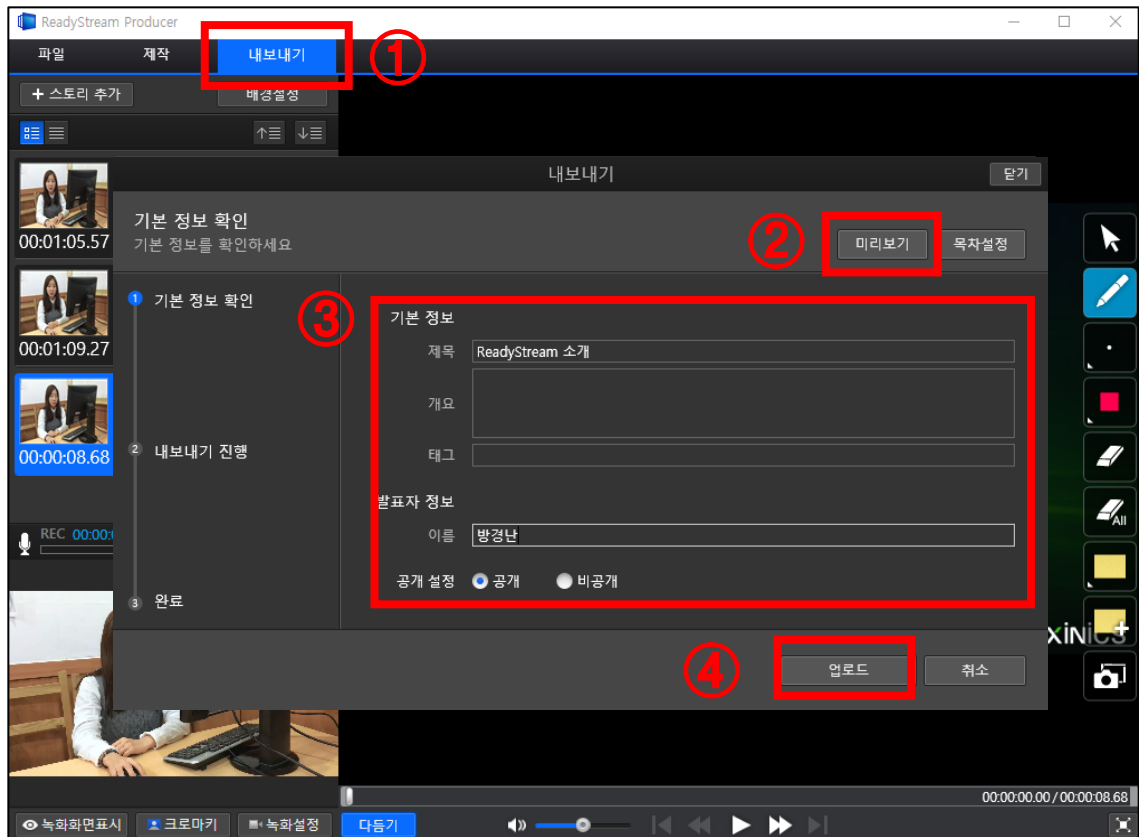 ReadyStream Producer
파일 제작 내보내기 ①
+ 스토리 추가 배경설정
내보내기 닫기
기본 정보 확인
기본 정보를 확인하세요
② 미리보기 목차설정
00:01:05.57
1 기본 정보 확인
③ 기본 정보
제목 ReadyStream 소개
00:01:09.27
개요
2 내보내기 진행
태그
00:00:08.68
발표자 정보
이름 방경난
REC 00:00:
공개 설정 공개 비공개
3 완료
All
④ 업로드 취소
00:00:00.00 / 00:00:08.68
녹화화면표시 크로마키 녹화설정 다듬기